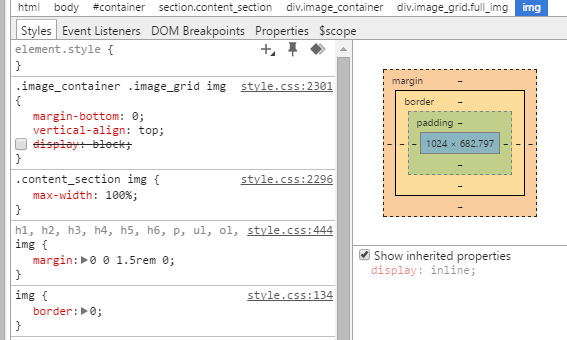 html body #container section.content_section div.image_container div.image_grid.full_img img
Styles Event Listeners DOM Breakpoints Properties $scope
element.style {
}
.image_container .image_grid img style.css:2301
{
margin-bottom: 0;
vertical-align: top;
display: block;
}
.content_section img { style.css:2296
max-width: 100%;
}
h1, h2, h3, h4, h5, h6, p, ul, ol, style.css:444
img {
margin:▶0 0 1.5rem 0;
}
img { style.css:134
border:▶0;
}
margin –
border –
padding –
– – – 1024 × 682.797 – – –
–
–
–
Show inherited properties
display: inline;